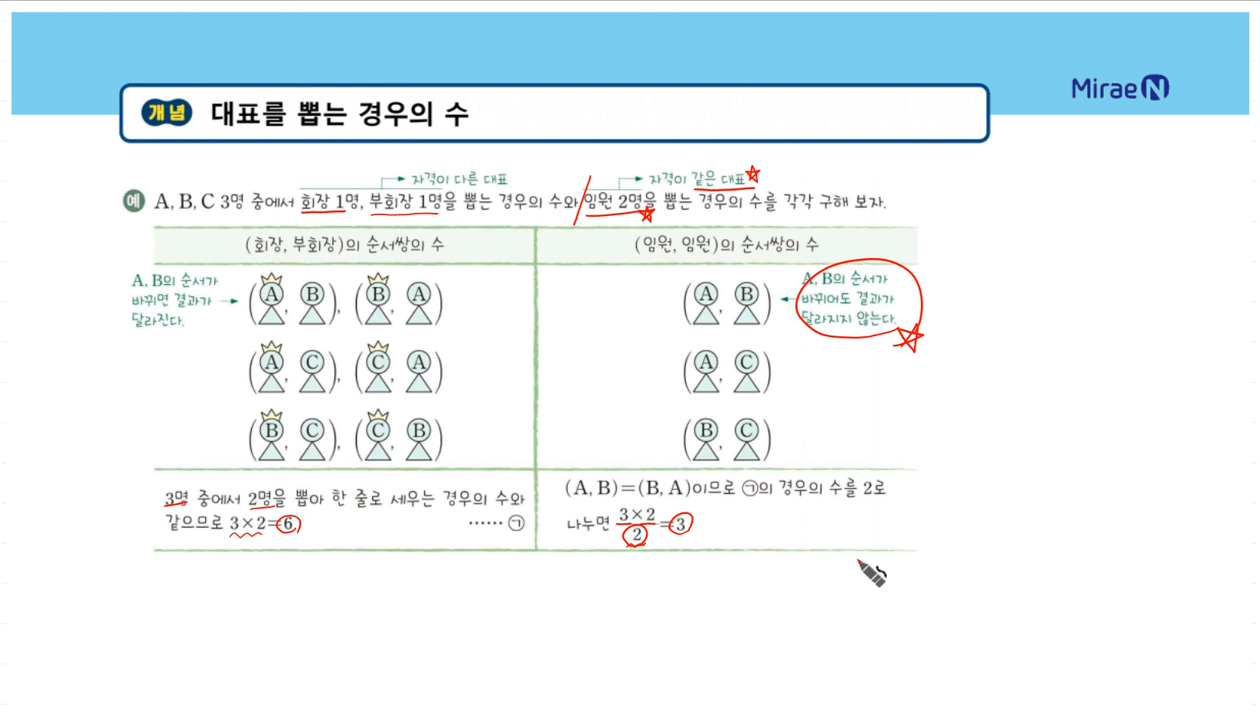 Mirae N
개념 대표를 뽑는 경우의 수
자격이 다른 대표
자격이 같은 대표
예 A, B, C 3명 중에서 회장 1명, 부회장 1명을 뽑는 경우의 수와 임원 2명을 뽑는 경우의 수를 각각 구해 보자.
(회장, 부회장)의 순서쌍의 수
(임원, 임원)의 순서쌍의 수
A, B의 순서가
바뀌면 결과가
달라진다.
(A, B), (B, A)
(A, C), (C, A)
(B, C), (C, B)
(A, B)
(A, C)
(B, C)
A, B의 순서가
바뀌어도 결과가
달라지지 않는다.
3명 중에서 2명을 뽑아 한 줄로 세우는 경우의 수와
같으므로 3×2=6 …… ㉠
(A, B)=(B, A)이므로 ㉠의 경우의 수를 2로
나누면 3×2/2=3